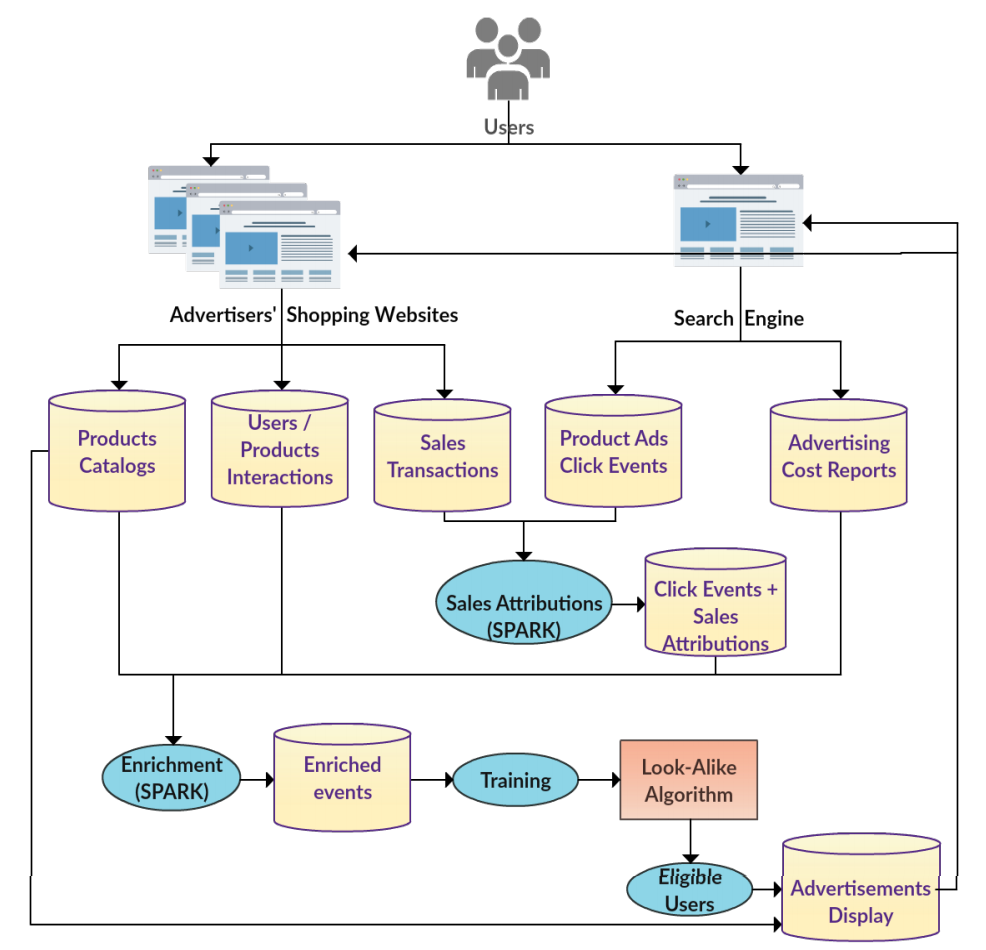 Users
Advertisers' Shopping Websites
Search Engine
Products
Catalogs
Users /
Products
Interactions
Sales
Transactions
Product Ads
Click Events
Advertising
Cost Reports
Sales Attributions
(SPARK)
Click Events +
Sales
Attributions
Enrichment
(SPARK)
Enriched
events
Training
Look-Alike
Algorithm
Eligible
Users
Advertisements
Display